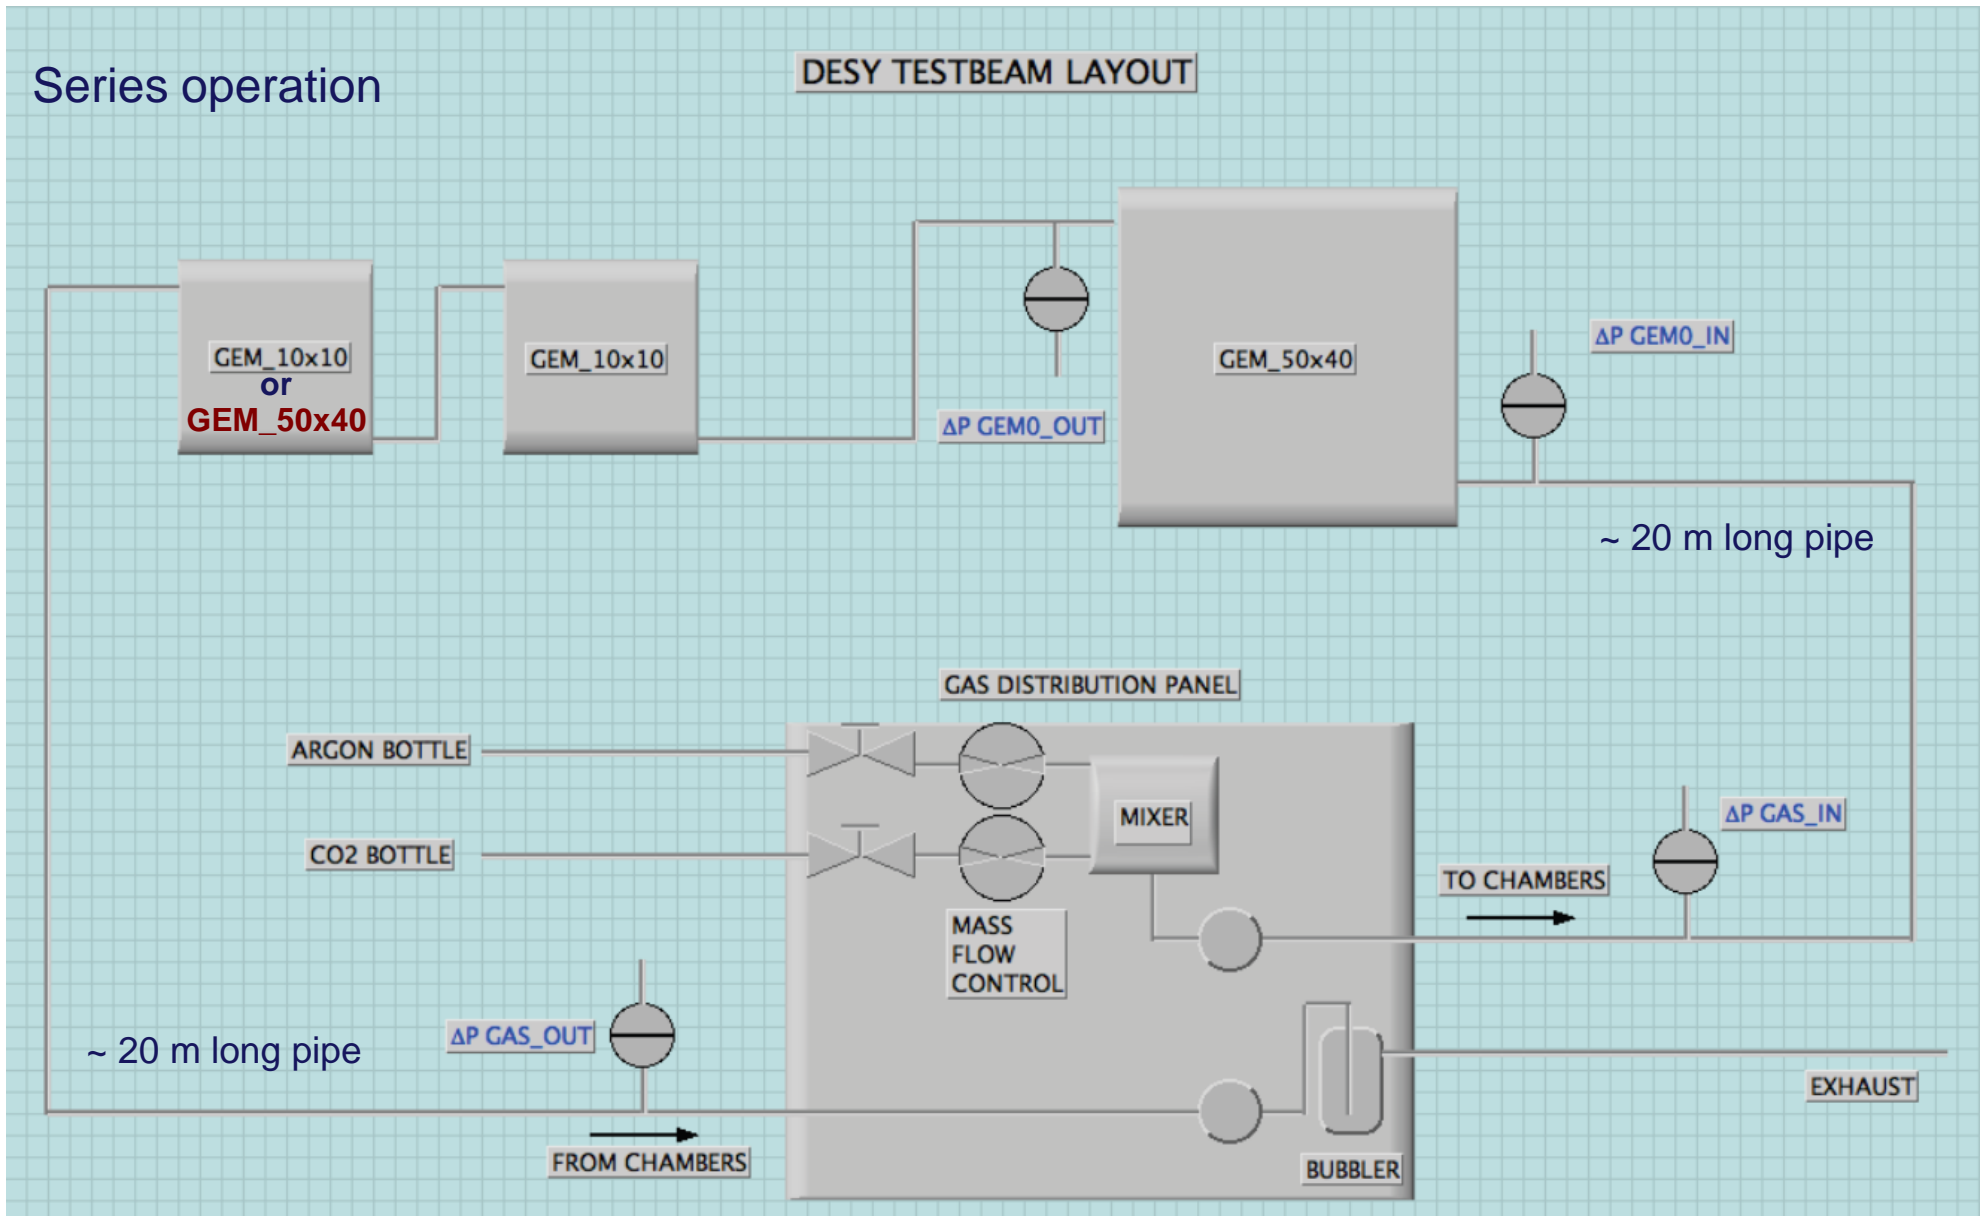 Series operation
DESY TESTBEAM LAYOUT
GEM_10x10
or
GEM_50x40
GEM_10x10
ΔP GEM0_OUT
GEM_50x40
ΔP GEM0_IN
~ 20 m long pipe
GAS DISTRIBUTION PANEL
ARGON BOTTLE
CO2 BOTTLE
MIXER
MASS
FLOW
CONTROL
TO CHAMBERS
ΔP GAS_IN
~ 20 m long pipe
ΔP GAS_OUT
FROM CHAMBERS
BUBBLER
EXHAUST